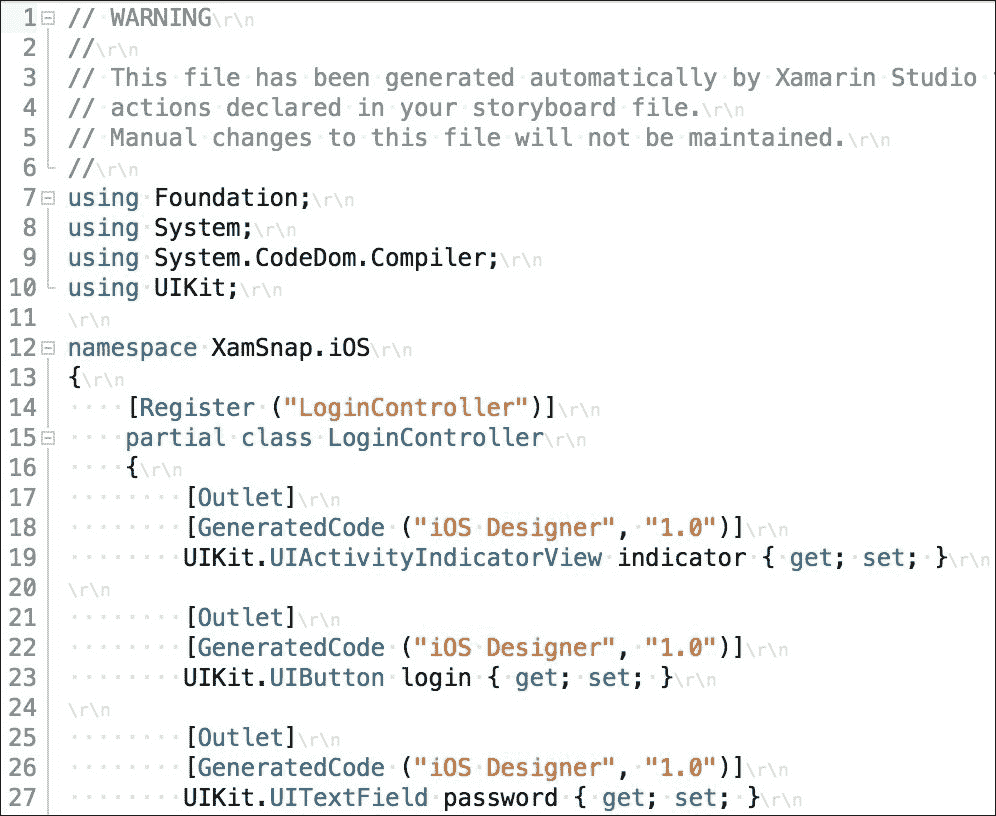 1 // WARNING\r\n
2 //\r\n
3 // This file has been generated automatically by Xamarin Studio
4 // actions declared in your storyboard file.\r\n
5 // Manual changes to this file will not be maintained.\r\n
6 //\r\n
7 using Foundation;\r\n
8 using System;\r\n
9 using System.CodeDom.Compiler;\r\n
10 using UIKit;\r\n
11 \r\n
12 namespace XamSnap.iOS\r\n
13 {\r\n
14 ····[Register ("LoginController")]\r\n
15 ····partial class LoginController\r\n
16 ····{\r\n
17 ········[Outlet]\r\n
18 ········[GeneratedCode ("iOS Designer", "1.0")]\r\n
19 ········UIKit.UIActivityIndicatorView indicator { get; set; }\r\n
20 \r\n
21 ········[Outlet]\r\n
22 ········[GeneratedCode ("iOS Designer", "1.0")]\r\n
23 ········UIKit.UIButton login { get; set; }\r\n
24 \r\n
25 ········[Outlet]\r\n
26 ········[GeneratedCode ("iOS Designer", "1.0")]\r\n
27 ········UIKit.UITextField password { get; set; }\r\n